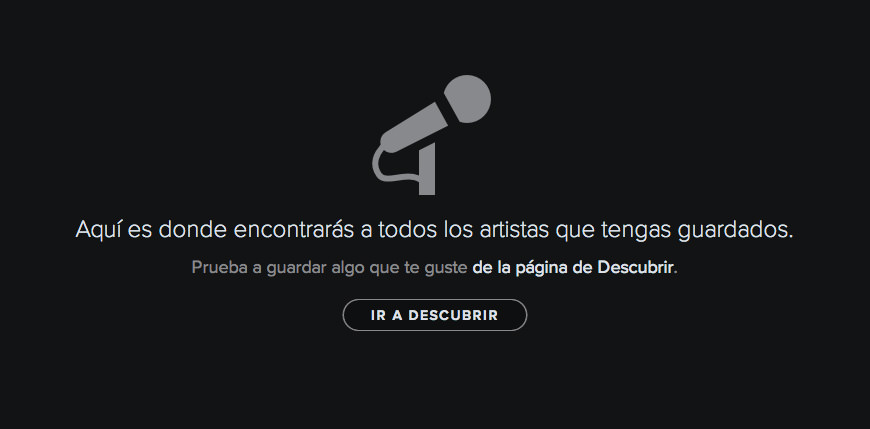 Aquí es donde encontrarás a todos los artistas que tengas guardados.
Prueba a guardar algo que te guste de la página de Descubrir.
IR A DESCUBRIR